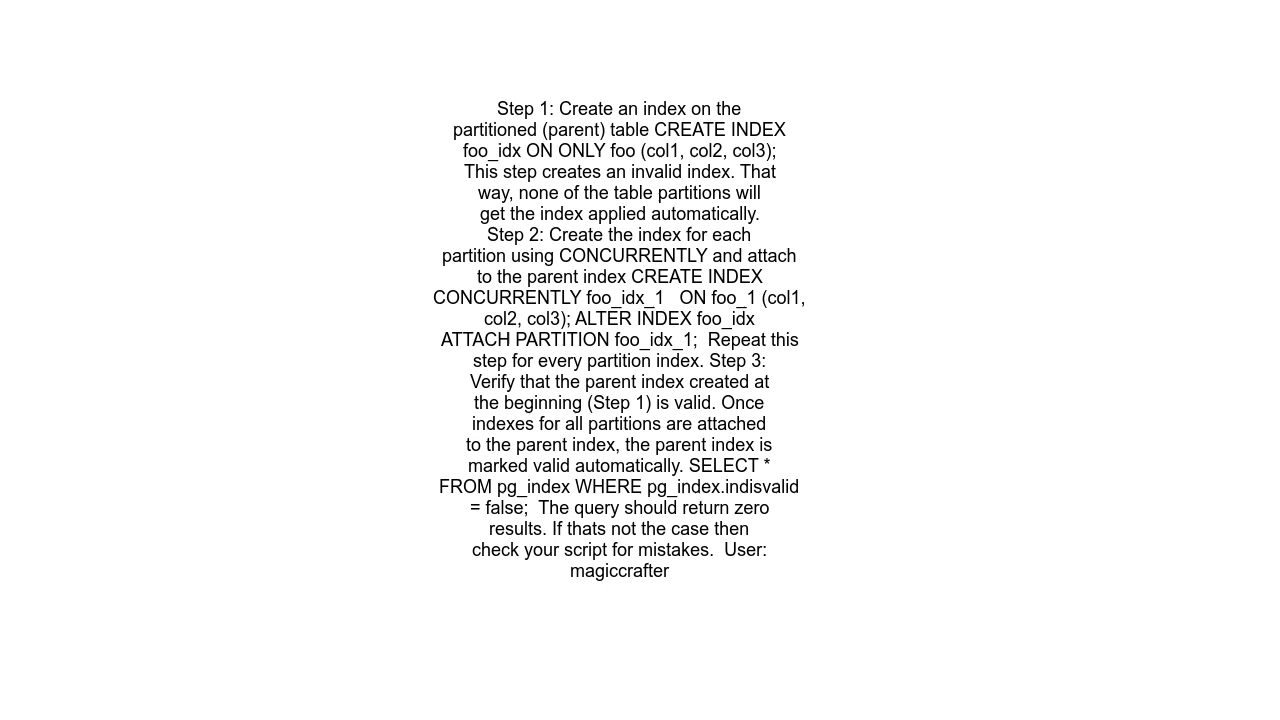 Step 1: Create an index on the
partitioned (parent) table CREATE INDEX
foo_idx ON ONLY foo (col1, col2, col3);
This step creates an invalid index. That
way, none of the table partitions will
get the index applied automatically.
Step 2: Create the index for each
partition using CONCURRENTLY and attach
to the parent index CREATE INDEX
CONCURRENTLY foo_idx_1   ON foo_1 (col1,
col2, col3); ALTER INDEX foo_idx
ATTACH PARTITION foo_idx_1;  Repeat this
step for every partition index. Step 3:
Verify that the parent index created at
the beginning (Step 1) is valid. Once
indexes for all partitions are attached
to the parent index, the parent index is
marked valid automatically. SELECT *
FROM pg_index WHERE pg_index.indisvalid
= false;  The query should return zero
results. If thats not the case then
check your script for mistakes.  User:
magiccrafter